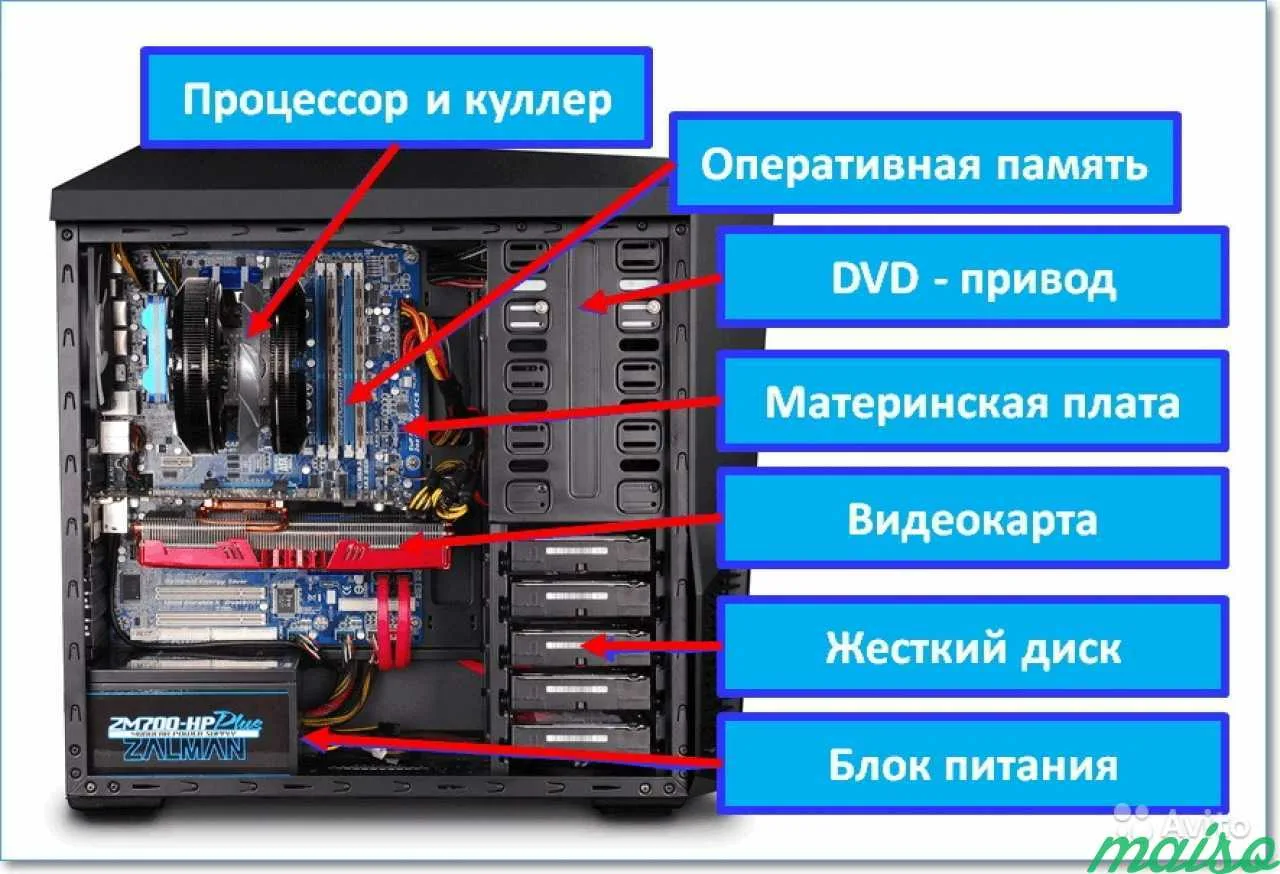 Процессор и куллер
Оперативная память
DVD - привод
Материнская плата
Видеокарта
Жесткий диск
Блок питания
ZM700-HP Plus
ZALMAN
Avito
maiso